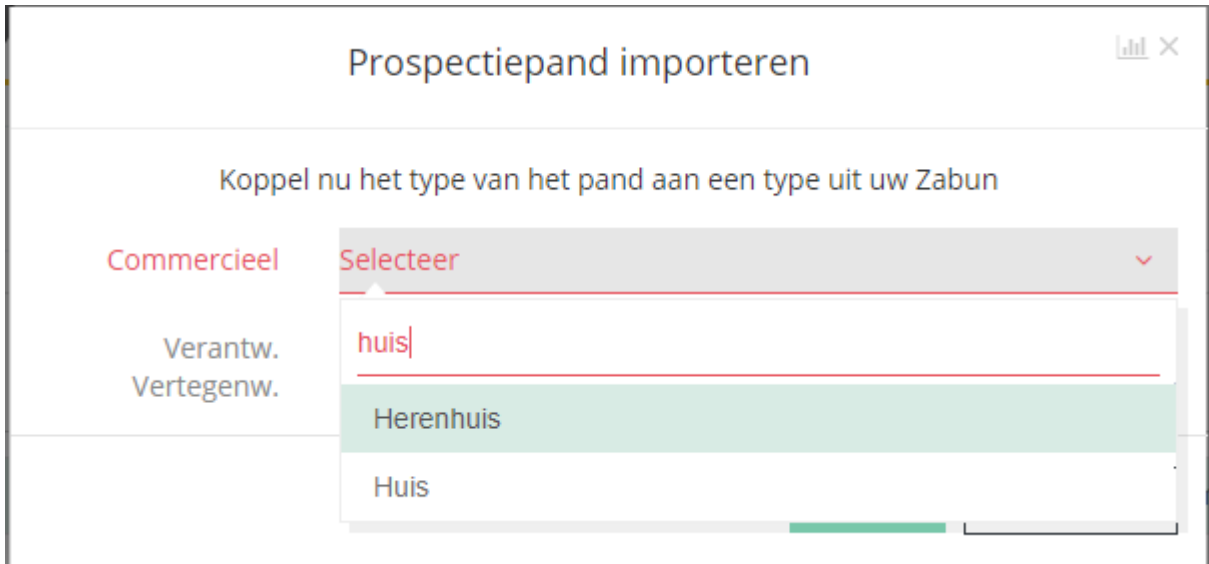 Prospectiepand importeren
Koppel nu het type van het pand aan een type uit uw Zabun
Commercieel
Selecteer
huis
Verantw.
Vertegenw.
Herenhuis
Huis